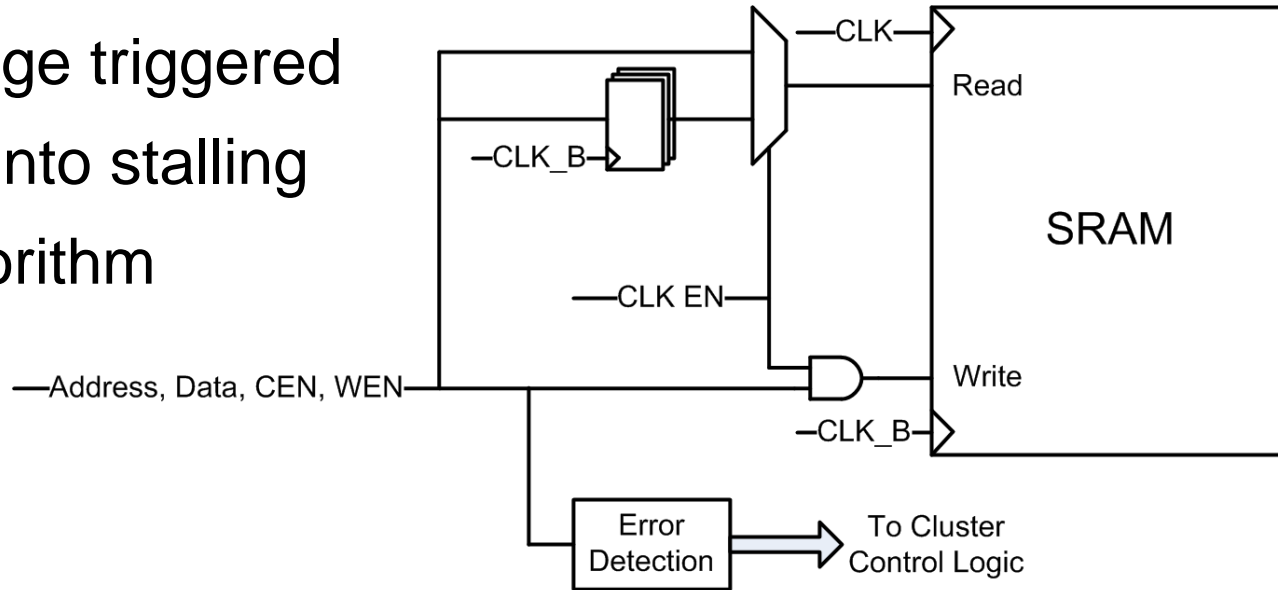 ge triggered
nto stalling
orithm
CLK
Read
CLK_B
SRAM
CLK EN
Address, Data, CEN, WEN
Write
CLK_B
Error
Detection
To Cluster
Control Logic